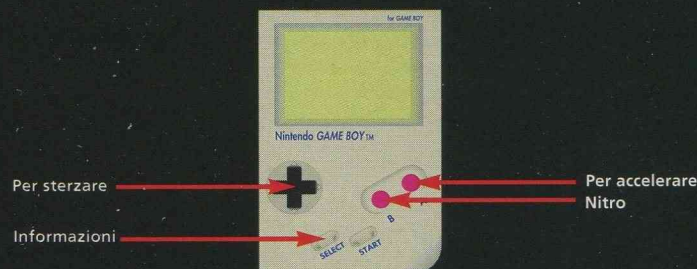 for GAME BOY
Nintendo GAME BOY TM
Per sterzare
Per accelerare
Nitro
A
B
Informazioni
SELECT
START